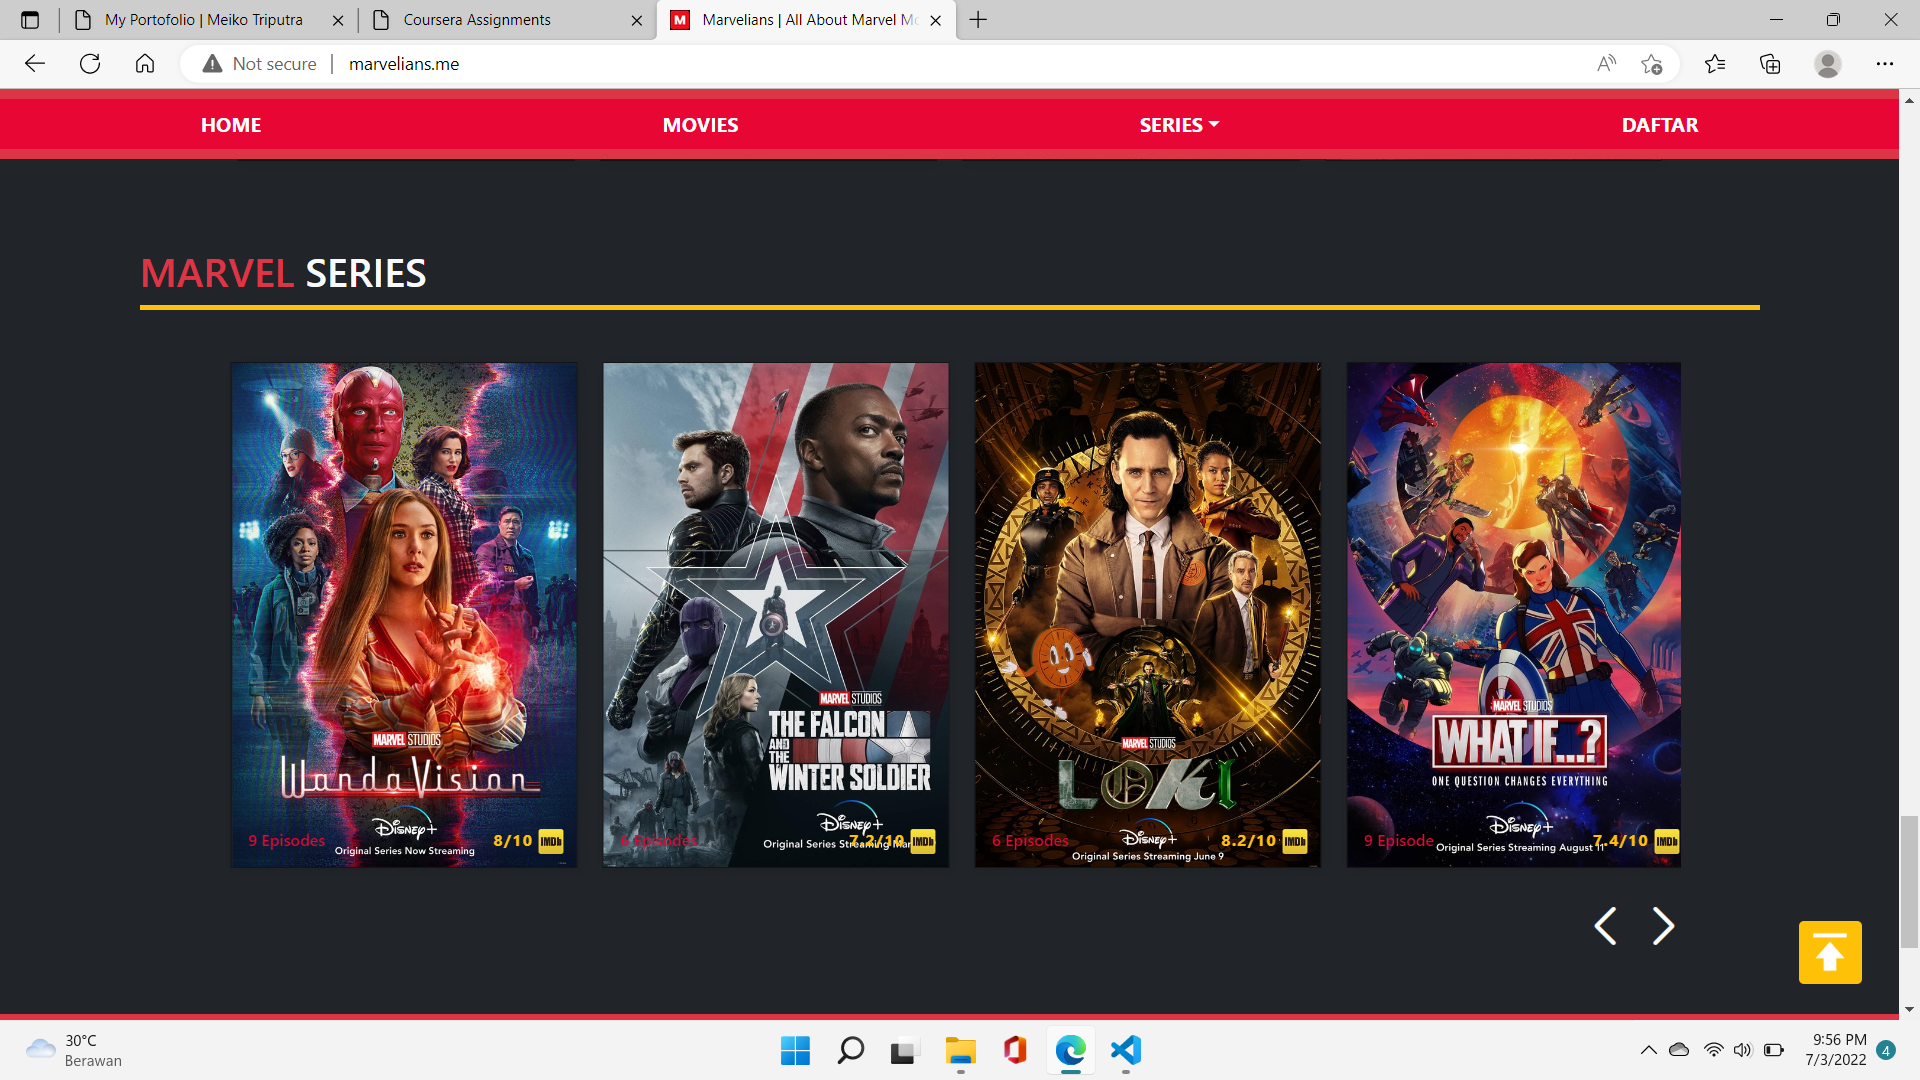 My Portofolio | Meiko Triputra
Coursera Assignments
Marvelians | All About Marvel Mo
Not secure
marvelians.me
HOME
MOVIES
SERIES
DAFTAR
MARVEL SERIES
MARVEL STUDIOS
WandaVision
Disney+
Original Series Now Streaming
9 Episodes
8/10
IMDb
MARVEL STUDIOS
THE FALCON
AND THE
WINTER SOLDIER
Disney+
Original Series Streaming Mar
6 Episodes
7.2/10
IMDb
MARVEL STUDIOS
LOKI
Disney+
Original Series Streaming June 9
6 Episodes
8.2/10
IMDb
MARVEL STUDIOS
WHAT IF...?
ONE QUESTION CHANGES EVERYTHING
Disney+
Original Series Streaming August 11
9 Episode
7.4/10
IMDb
30°C
Berawan
9:56 PM
7/3/2022
4